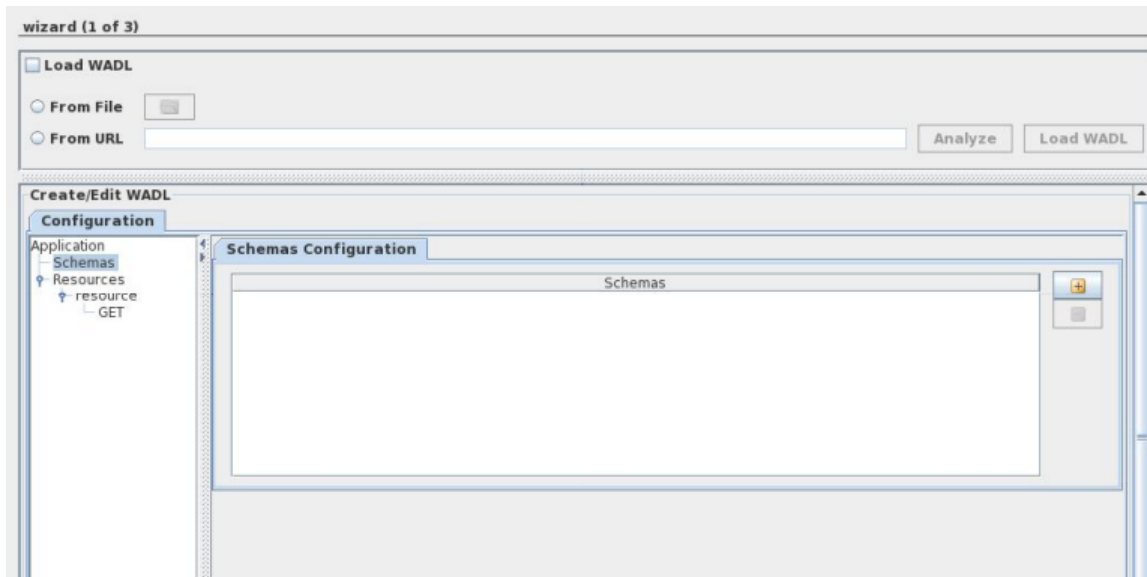 wizard (1 of 3)
Load WADL
From File
From URL Analyze Load WADL
Create/Edit WADL
Configuration
Application
Schemas
Resources
resource
GET
Schemas Configuration
Schemas